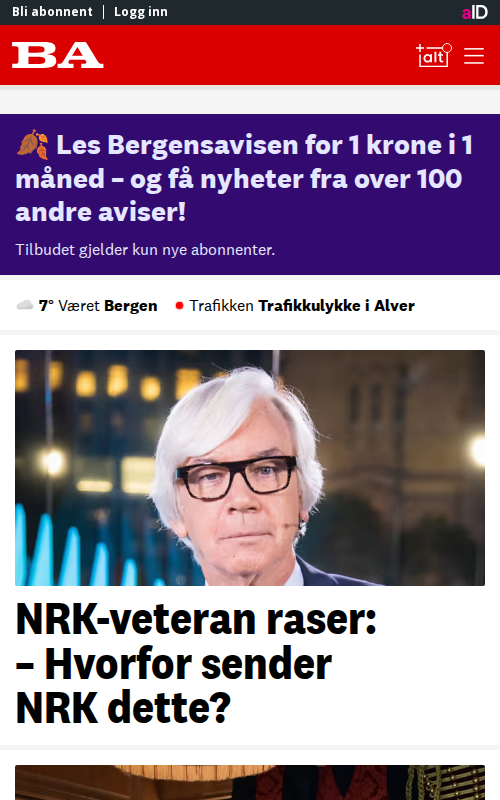 Bli abonnent | Logg inn
aID
BA
+alt
🍂 Les Bergensavisen for 1 krone i 1
måned – og få nyheter fra over 100
andre aviser!
Tilbudet gjelder kun nye abonnenter.
7° Været Bergen
Trafikken Trafikkulykke i Alver
NRK-veteran raser:
– Hvorfor sender
NRK dette?